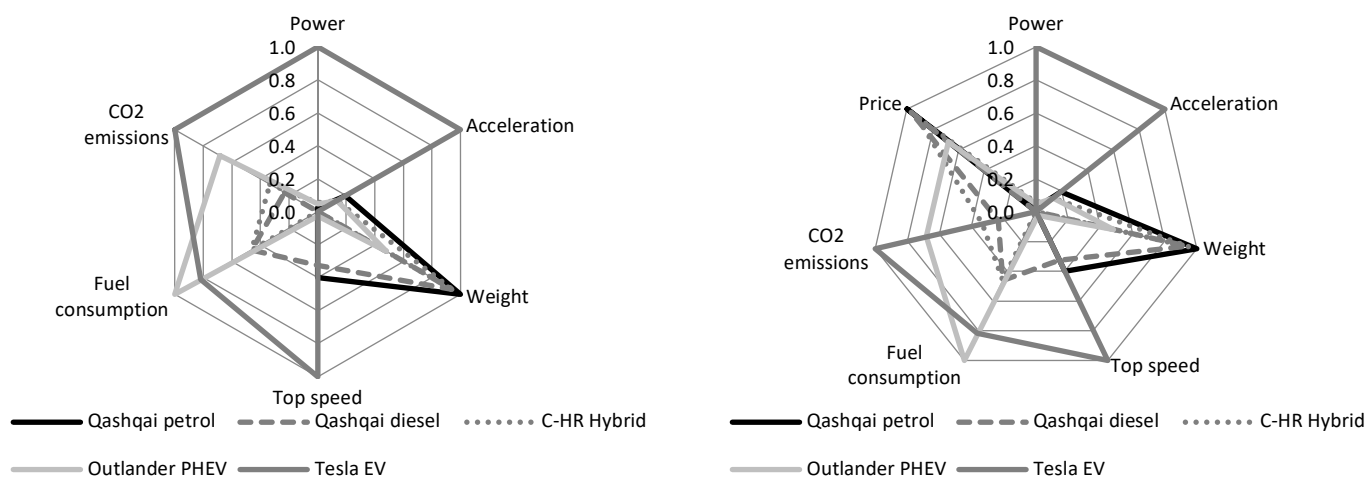 Power
1.0
0.8
0.6
0.4
0.2
0.0
Acceleration
Weight
Top speed
Fuel
consumption
CO2
emissions
Qashqai petrol
Qashqai diesel
C-HR Hybrid
Outlander PHEV
Tesla EV
Power
1.0
0.8
0.6
0.4
0.2
0.0
Acceleration
Weight
Top speed
Fuel
consumption
CO2
emissions
Price
Qashqai petrol
Qashqai diesel
C-HR Hybrid
Outlander PHEV
Tesla EV